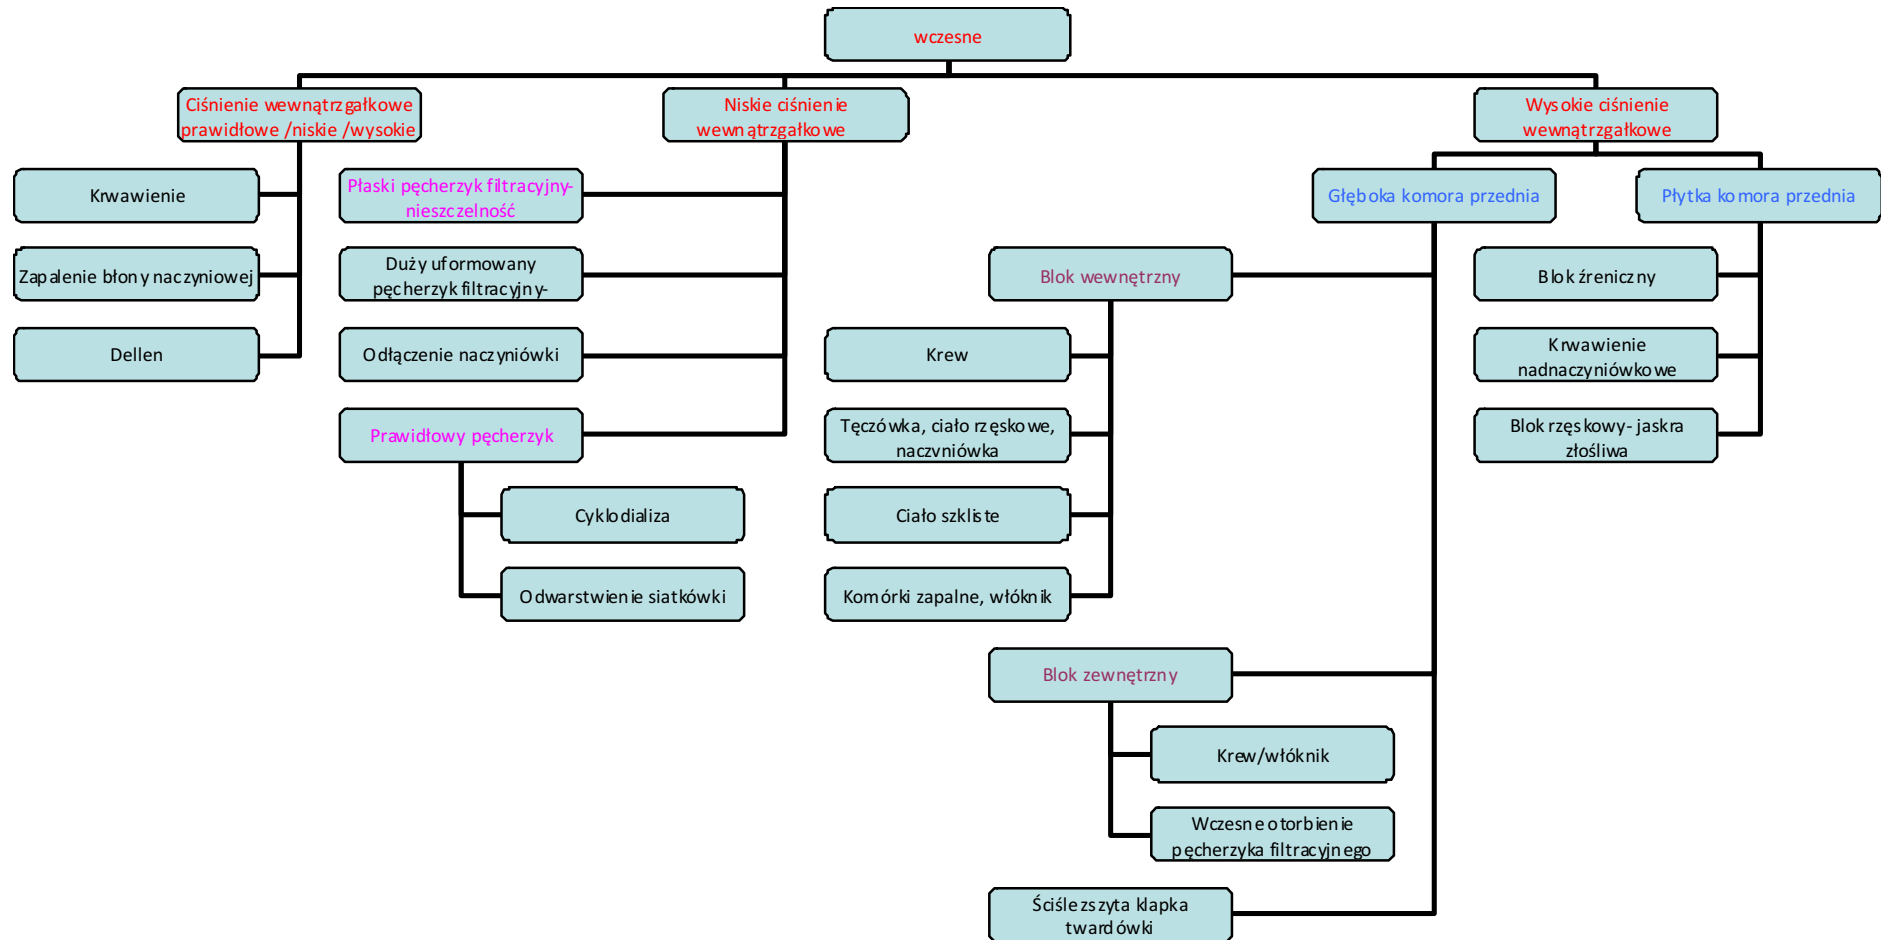 wczesne
Ciśnienie wewnątrzgałkowe
prawidłowe /niskie /wysokie
Niskie ciśnienie
wewnątrzgałkowe
Wysokie ciśnienie
wewnątrzgałkowe
Krwawienie
Zapalenie błony naczyniowej
Dellen
Płaski pęcherzyk filtracyjny-
nieszczelność
Duży uformowany
pęcherzyk filtracyjny-
Odłączenie naczyniówki
Prawidłowy pęcherzyk
Cyklodializa
Odwarstwienie siatkówki
Głęboka komora przednia
Płytka komora przednia
Blok wewnętrzny
Krew
Tęczówka, ciało rzęskowe,
naczyniówka
Ciało szkliste
Komórki zapalne, włóknik
Blok zewnętrzny
Krew/włóknik
Wczesne otorbienie
pęcherzyka filtracyjnego
Ściśle zszyta klapka
twardówki
Blok źreniczny
Krwawienie
nadnaczyniówkowe
Blok rzęskowy- jaskra
złośliwa